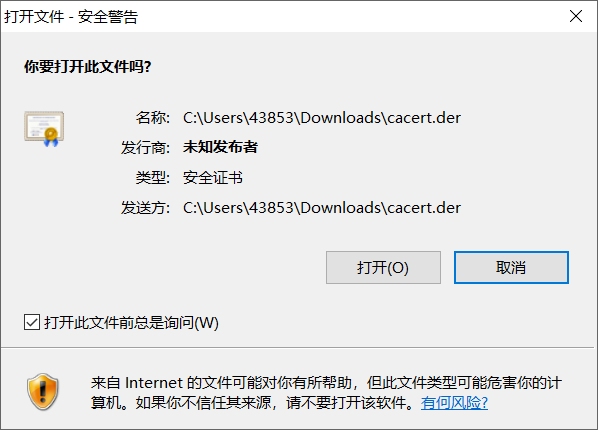 打开文件 - 安全警告
你要打开此文件吗?
名称: C:\Users\43853\Downloads\cacert.der
发行商: 未知发布者
类型: 安全证书
发送方: C:\Users\43853\Downloads\cacert.der
打开(O) 取消
打开此文件前总是询问(W)
来自 Internet 的文件可能对你有所帮助，但此文件类型可能危害你的计
算机。如果你不信任其来源，请不要打开该软件。有何风险?